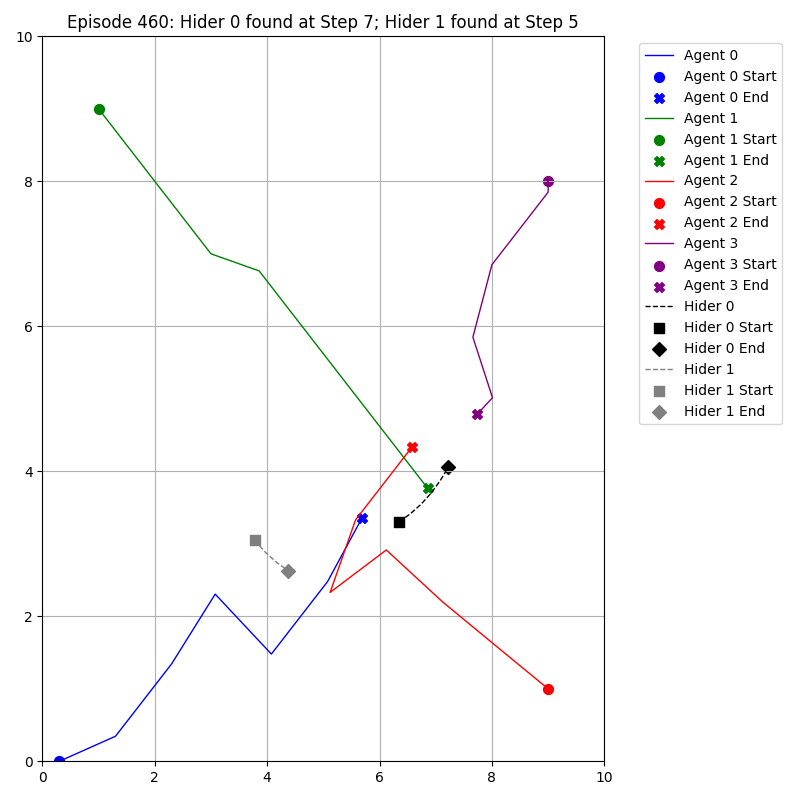 Episode 460: Hider 0 found at Step 7; Hider 1 found at Step 5
10
8
6
4
2
0
0 2 4 6 8 10
Agent 0
Agent 0 Start
Agent 0 End
Agent 1
Agent 1 Start
Agent 1 End
Agent 2
Agent 2 Start
Agent 2 End
Agent 3
Agent 3 Start
Agent 3 End
Hider 0
Hider 0 Start
Hider 0 End
Hider 1
Hider 1 Start
Hider 1 End